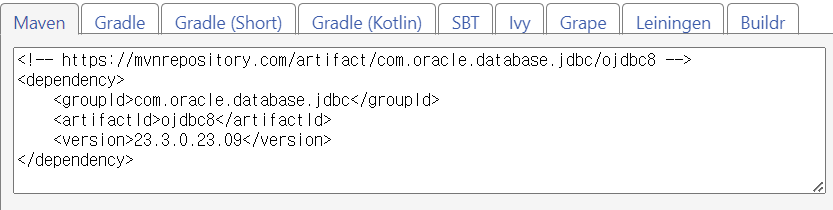 Maven Gradle Gradle (Short) Gradle (Kotlin) SBT Ivy Grape Leiningen Buildr
<!-- https://mvnrepository.com/artifact/com.oracle.database.jdbc/ojdbc8 -->
<dependency>
    <groupId>com.oracle.database.jdbc</groupId>
    <artifactId>ojdbc8</artifactId>
    <version>23.3.0.23.09</version>
</dependency>